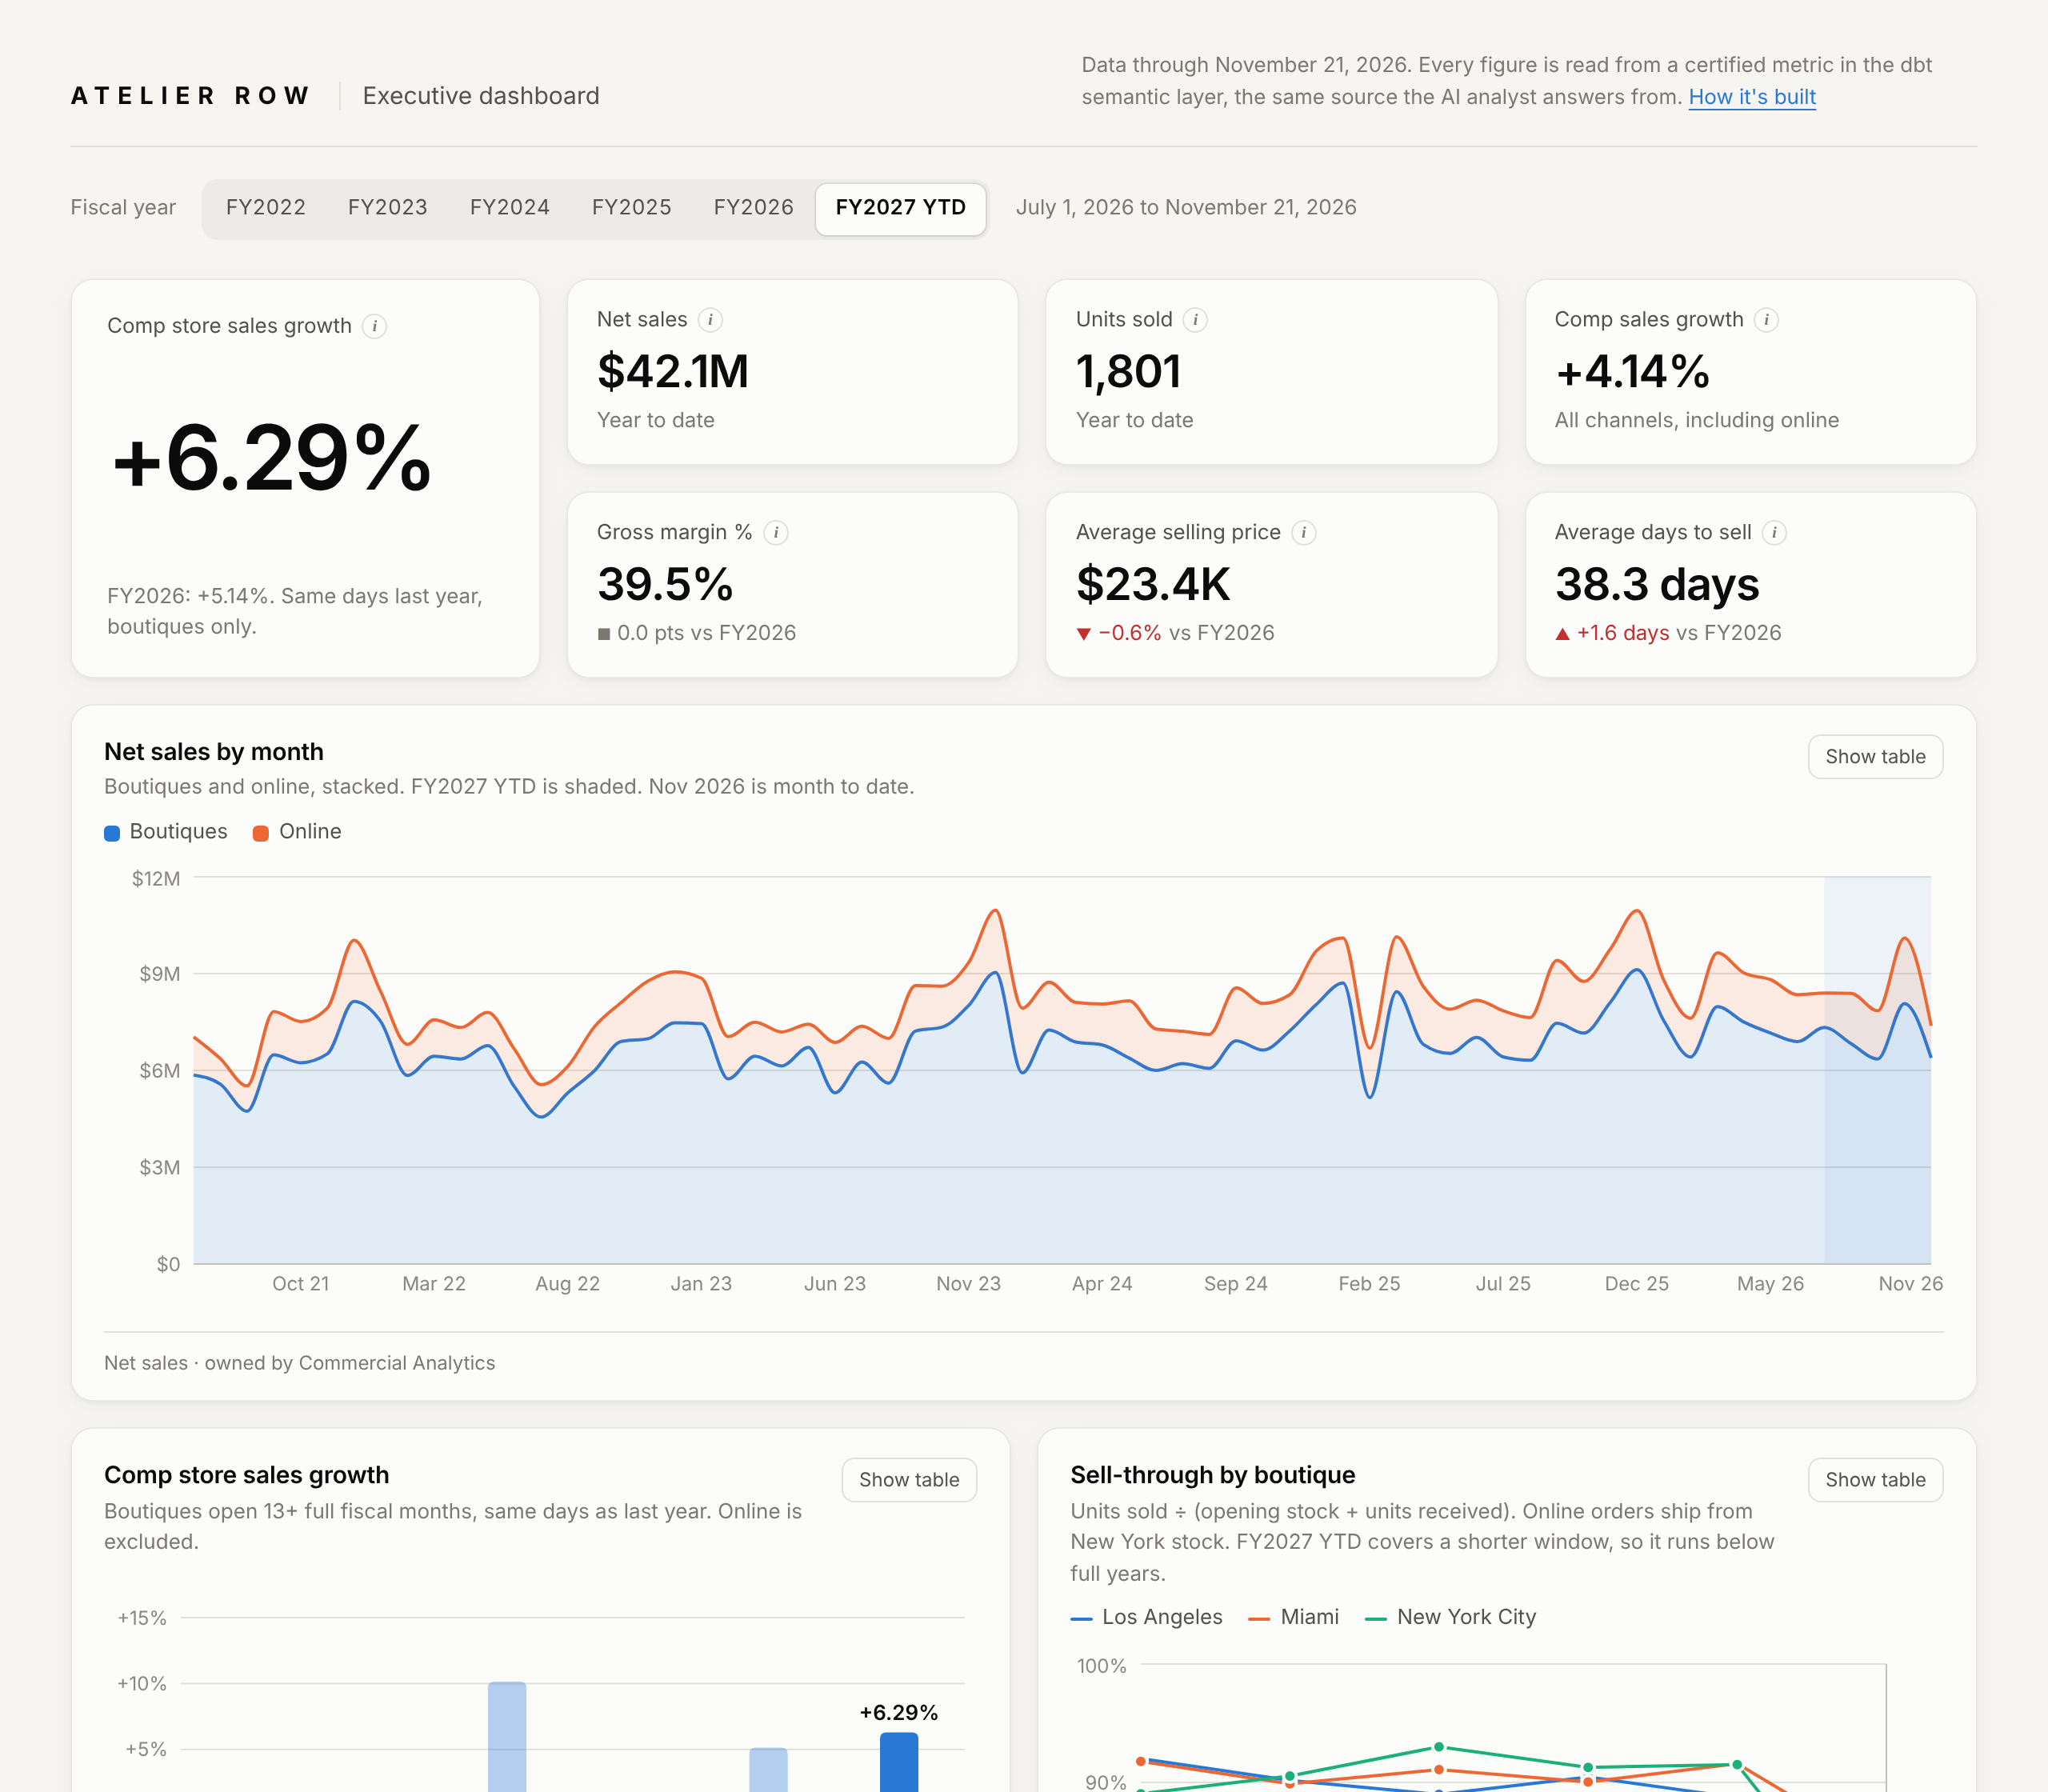 ATELIER ROW
Executive dashboard
Data through November 21, 2026. Every figure is read from a certified metric in the dbt
semantic layer, the same source the AI analyst answers from. How it's built
Fiscal year
FY2022
FY2023
FY2024
FY2025
FY2026
FY2027 YTD
July 1, 2026 to November 21, 2026
Comp store sales growth i
+6.29%
FY2026: +5.14%. Same days last year,
boutiques only.
Net sales i
$42.1M
Year to date
Units sold i
1,801
Year to date
Comp sales growth i
+4.14%
All channels, including online
Gross margin % i
39.5%
■ 0.0 pts vs FY2026
Average selling price i
$23.4K
▼ −0.6% vs FY2026
Average days to sell i
38.3 days
▲ +1.6 days vs FY2026
Net sales by month
Show table
Boutiques and online, stacked. FY2027 YTD is shaded. Nov 2026 is month to date.
Boutiques
Online
$12M
$9M
$6M
$3M
$0
Oct 21
Mar 22
Aug 22
Jan 23
Jun 23
Nov 23
Apr 24
Sep 24
Feb 25
Jul 25
Dec 25
May 26
Nov 26
Net sales · owned by Commercial Analytics
Comp store sales growth
Show table
Boutiques open 13+ full fiscal months, same days as last year. Online is
excluded.
+15%
+10%
+5%
+6.29%
Sell-through by boutique
Show table
Units sold ÷ (opening stock + units received). Online orders ship from
New York stock. FY2027 YTD covers a shorter window, so it runs below
full years.
Los Angeles
Miami
New York City
100%
90%